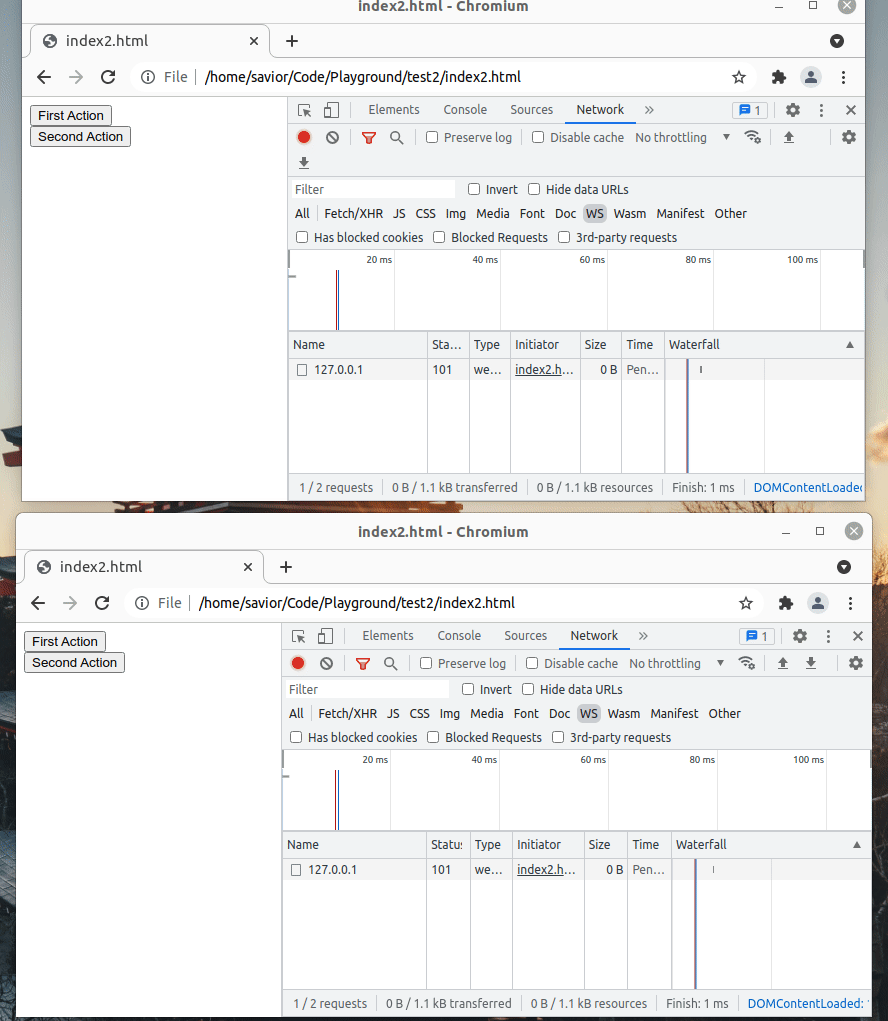 index2.html - Chromium
index2.html
File /home/savior/Code/Playground/test2/index2.html
First Action
Second Action
Elements Console Sources Network » 1
Preserve log Disable cache No throttling
Filter Invert Hide data URLs
All Fetch/XHR JS CSS Img Media Font Doc WS Wasm Manifest Other
Has blocked cookies Blocked Requests 3rd-party requests
20 ms 40 ms 60 ms 80 ms 100 ms
Name Sta... Type Initiator Size Time Waterfall
127.0.0.1 101 we... index2.h... 0 B Pen...
1 / 2 requests 0 B / 1.1 kB transferred 0 B / 1.1 kB resources Finish: 1 ms DOMContentLoaded
index2.html - Chromium
index2.html
File /home/savior/Code/Playground/test2/index2.html
First Action
Second Action
Elements Console Sources Network » 1
Preserve log Disable cache No throttling
Filter Invert Hide data URLs
All Fetch/XHR JS CSS Img Media Font Doc WS Wasm Manifest Other
Has blocked cookies Blocked Requests 3rd-party requests
20 ms 40 ms 60 ms 80 ms 100 ms
Name Status Type Initiator Size Time Waterfall
127.0.0.1 101 we... index2.h... 0 B Pen...
1 / 2 requests 0 B / 1.1 kB transferred 0 B / 1.1 kB resources Finish: 1 ms DOMContentLoaded: